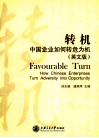 转机
中国企业如何转危为机
(英文版)
Favourable Turn
How Chinese Enterprises
Turn Adversity into Opportunity